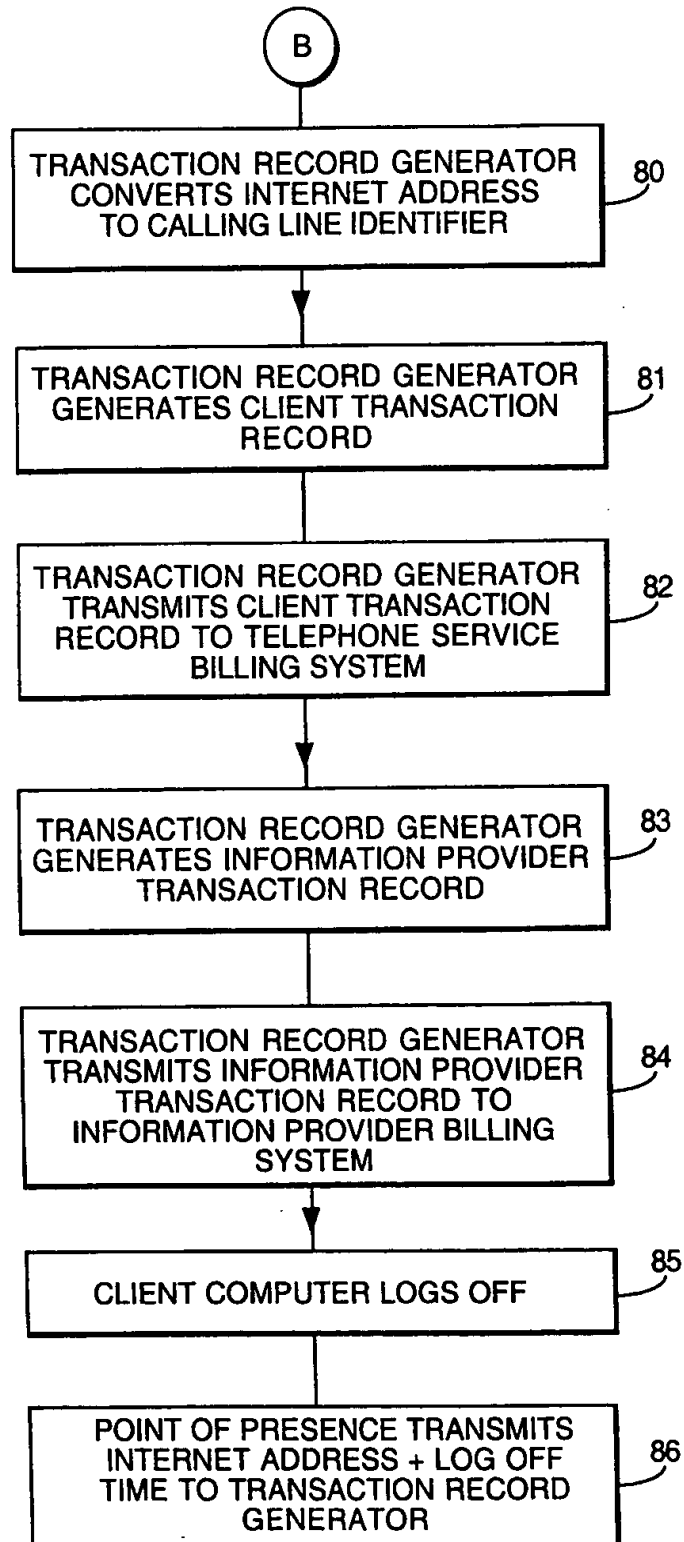 B
TRANSACTION RECORD GENERATOR
CONVERTS INTERNET ADDRESS
TO CALLING LINE IDENTIFIER
80
TRANSACTION RECORD GENERATOR
GENERATES CLIENT TRANSACTION
RECORD
81
TRANSACTION RECORD GENERATOR
TRANSMITS CLIENT TRANSACTION
RECORD TO TELEPHONE SERVICE
BILLING SYSTEM
82
TRANSACTION RECORD GENERATOR
GENERATES INFORMATION PROVIDER
TRANSACTION RECORD
83
TRANSACTION RECORD GENERATOR
TRANSMITS INFORMATION PROVIDER
TRANSACTION RECORD TO
INFORMATION PROVIDER BILLING
SYSTEM
84
CLIENT COMPUTER LOGS OFF
85
POINT OF PRESENCE TRANSMITS
INTERNET ADDRESS + LOG OFF
TIME TO TRANSACTION RECORD
GENERATOR
86